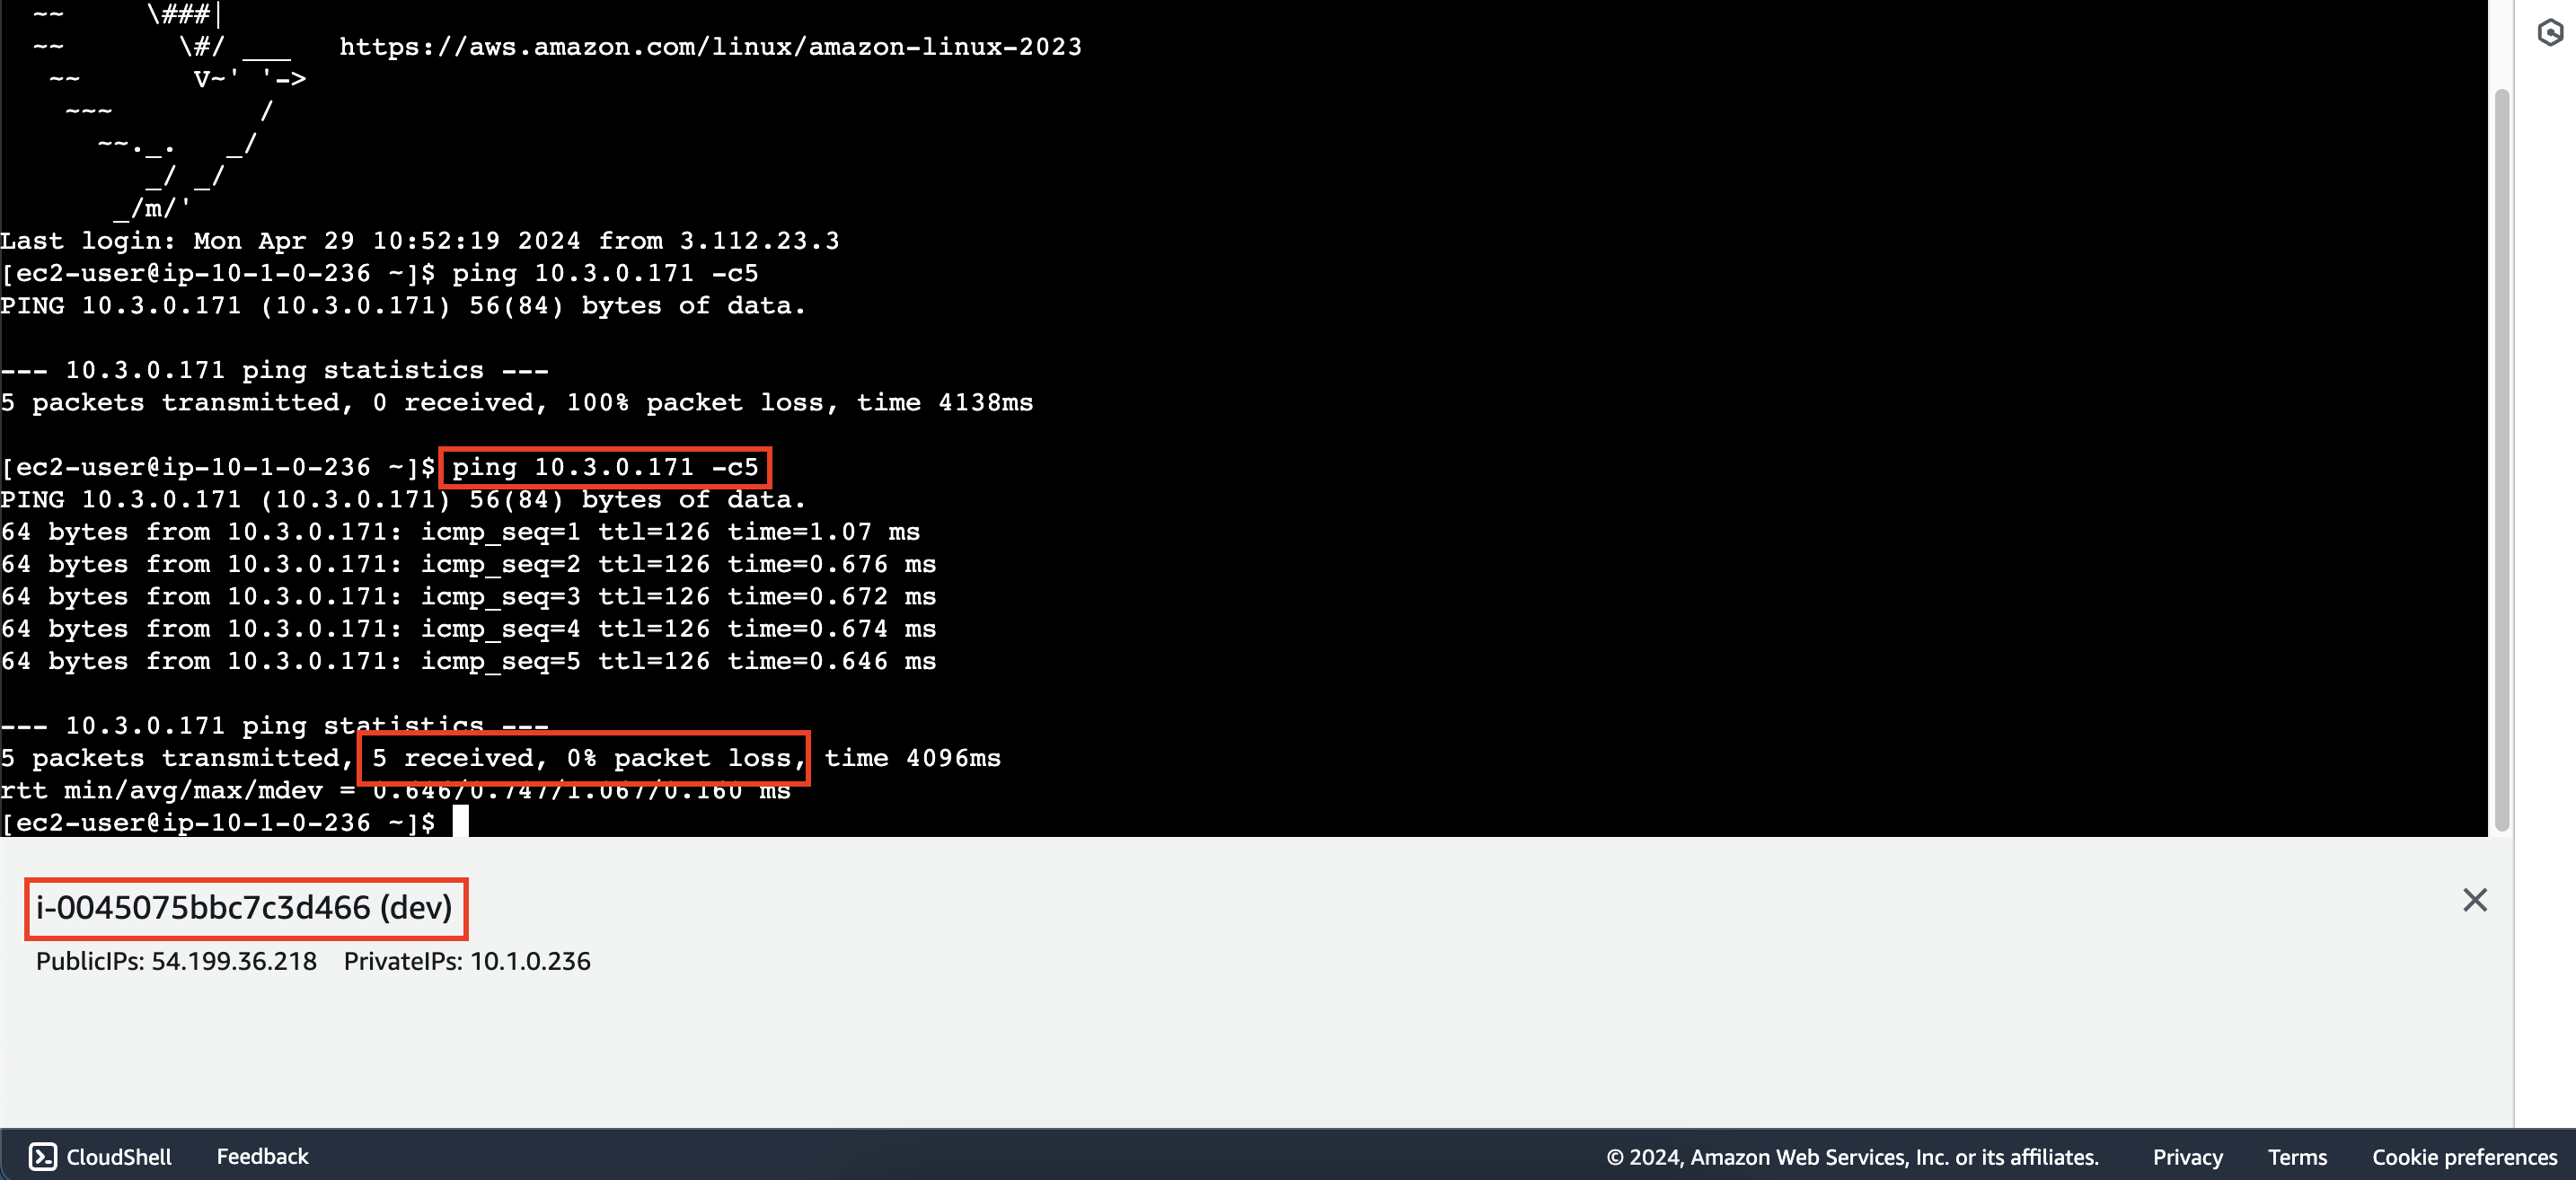 ~~     \###|
~~       \#/ ___   https://aws.amazon.com/linux/amazon-linux-2023
~~       V~' '->
~~~         /
~~._.   _/
_/ _/
_/m/'
Last login: Mon Apr 29 10:52:19 2024 from 3.112.23.3
[ec2-user@ip-10-1-0-236 ~]$ ping 10.3.0.171 -c5
PING 10.3.0.171 (10.3.0.171) 56(84) bytes of data.
--- 10.3.0.171 ping statistics ---
5 packets transmitted, 0 received, 100% packet loss, time 4138ms
[ec2-user@ip-10-1-0-236 ~]$ ping 10.3.0.171 -c5
PING 10.3.0.171 (10.3.0.171) 56(84) bytes of data.
64 bytes from 10.3.0.171: icmp_seq=1 ttl=126 time=1.07 ms
64 bytes from 10.3.0.171: icmp_seq=2 ttl=126 time=0.676 ms
64 bytes from 10.3.0.171: icmp_seq=3 ttl=126 time=0.672 ms
64 bytes from 10.3.0.171: icmp_seq=4 ttl=126 time=0.674 ms
64 bytes from 10.3.0.171: icmp_seq=5 ttl=126 time=0.646 ms
--- 10.3.0.171 ping statistics ---
5 packets transmitted, 5 received, 0% packet loss, time 4096ms
rtt min/avg/max/mdev = 0.646/0.747/1.067/0.160 ms
[ec2-user@ip-10-1-0-236 ~]$
i-0045075bbc7c3d466 (dev)
PublicIPs: 54.199.36.218 PrivateIPs: 10.1.0.236
CloudShell Feedback © 2024, Amazon Web Services, Inc. or its affiliates. Privacy Terms Cookie preferences